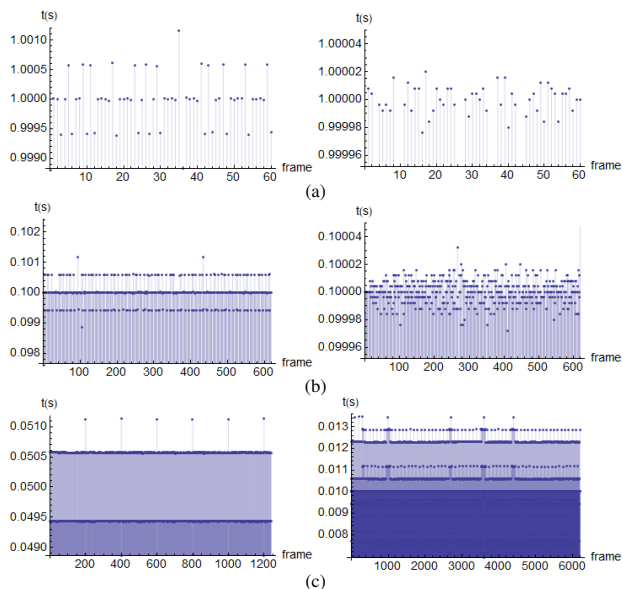 t(s)
1.0010
1.0005
1.0000
0.9995
0.9990
10 20 30 40 50 60
frame
t(s)
1.00004
1.00002
1.00000
0.99998
0.99996
10 20 30 40 50 60
frame
(a)
t(s)
0.102
0.101
0.100
0.099
0.098
100 200 300 400 500 600
frame
t(s)
0.10004
0.10002
0.10000
0.99998
0.99996
100 200 300 400 500 600
frame
(b)
t(s)
0.0510
0.0505
0.0500
0.0495
0.0490
200 400 600 800 1000 1200
frame
t(s)
0.013
0.012
0.011
0.010
0.009
0.008
1000 2000 3000 4000 5000 6000
frame
(c)